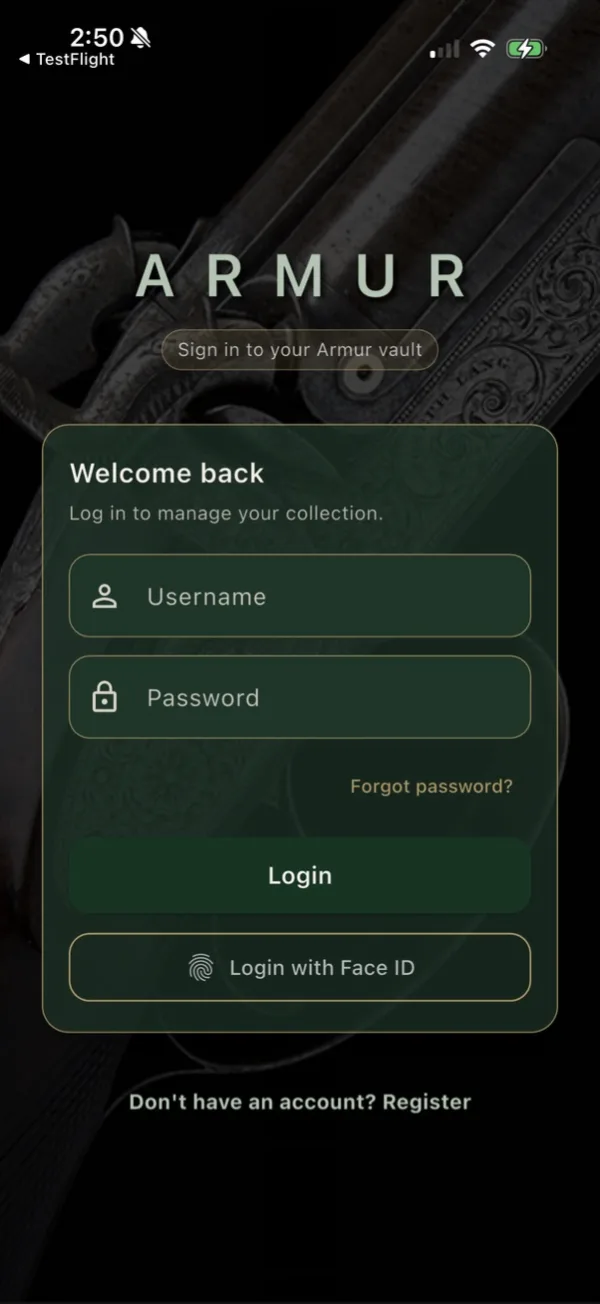 2:50
◀ TestFlight
ARMUR
Sign in to your Armur vault
Welcome back
Log in to manage your collection.
Username
Password
Forgot password?
Login
Login with Face ID
Don't have an account? Register